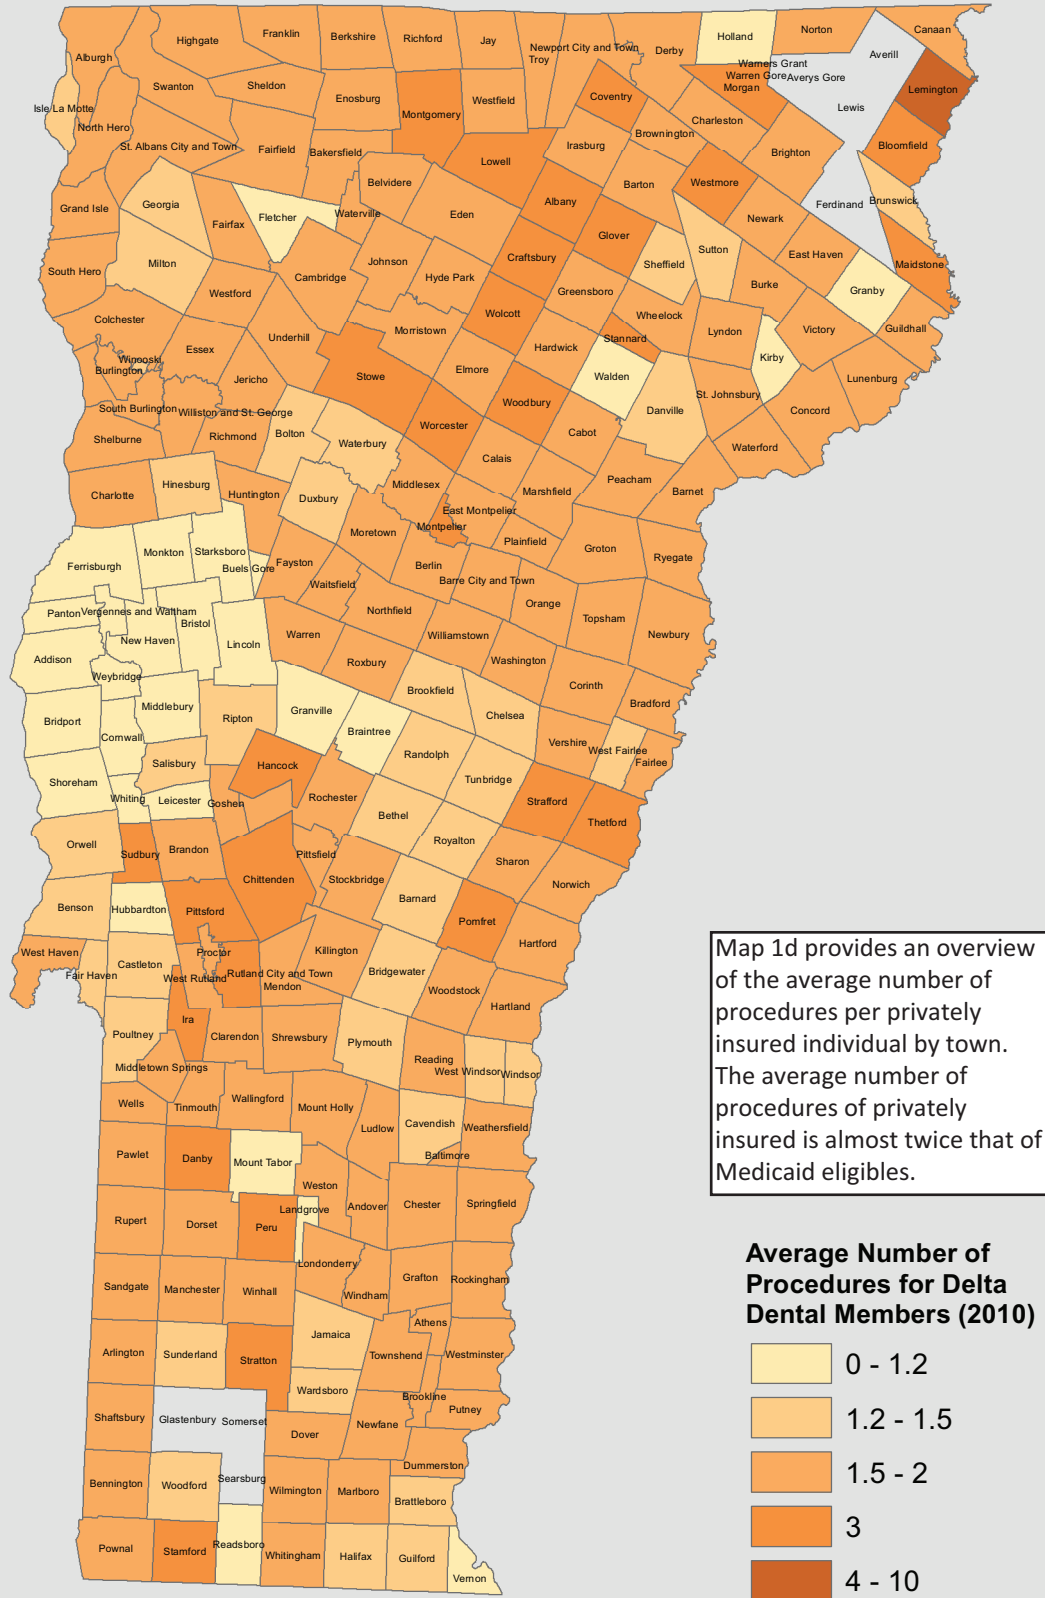 Highgate
Franklin
Berkshire
Richford
Jay
Newport City and Town
Troy
Derby
Holland
Norton
Canaan
Alburgh
Averill
Warners Grant
Warren Gore
Averys Gore
Morgan
Swanton
Sheldon
Enosburg
Montgomery
Westfield
Coventry
Lewis
Lemington
Isle La Motte
North Hero
St. Albans City and Town
Fairfield
Bakersfield
Lowell
Irasburg
Brownington
Charleston
Brighton
Bloomfield
Belvidere
Barton
Westmore
Grand Isle
Georgia
Fairfax
Fletcher
Waterville
Eden
Albany
Glover
Newark
Ferdinand
Brunswick
South Hero
Milton
Westford
Cambridge
Johnson
Hyde Park
Craftsbury
Sheffield
Sutton
East Haven
Maidstone
Greensboro
Burke
Granby
Colchester
Underhill
Morristown
Wolcott
Wheelock
Lyndon
Victory
Guildhall
Stannard
Winooski
Burlington
Essex
Jericho
Stowe
Elmore
Hardwick
Walden
Kirby
Lunenburg
South Burlington
Williston and St. George
Woodbury
Danville
St. Johnsbury
Concord
Shelburne
Richmond
Bolton
Waterbury
Worcester
Cabot
Waterford
Calais
Charlotte
Hinesburg
Huntington
Duxbury
Middlesex
Marshfield
Peacham
Barnet
East Montpelier
Montpelier
Moretown
Plainfield
Groton
Ryegate
Ferrisburgh
Monkton
Starksboro
Buels Gore
Fayston
Waitsfield
Berlin
Barre City and Town
Panton
Vergennes and Waltham
Bristol
Northfield
Orange
Topsham
New Haven
Lincoln
Warren
Williamstown
Newbury
Addison
Weybridge
Roxbury
Washington
Corinth
Brookfield
Bradford
Bridport
Middlebury
Ripton
Granville
Chelsea
Cornwall
Braintree
Randolph
Vershire
West Fairlee
Fairlee
Salisbury
Hancock
Tunbridge
Shoreham
Whiting
Leicester
Goshen
Rochester
Strafford
Thetford
Bethel
Orwell
Sudbury
Brandon
Pittsfield
Royalton
Sharon
Chittenden
Stockbridge
Norwich
Benson
Hubbardton
Pittsford
Barnard
Pomfret
Hartford
West Haven
Fair Haven
Castleton
Proctor
West Rutland
Rutland City and Town
Mendon
Killington
Bridgewater
Woodstock
Hartland
Poultney
Ira
Clarendon
Shrewsbury
Plymouth
Reading
West Windsor
Windsor
Middletown Springs
Wells
Tinmouth
Wallingford
Mount Holly
Ludlow
Cavendish
Weathersfield
Baltimore
Pawlet
Danby
Mount Tabor
Weston
Landgrove
Andover
Chester
Springfield
Rupert
Dorset
Peru
Londonderry
Sandgate
Manchester
Winhall
Windham
Grafton
Rockingham
Athens
Arlington
Sunderland
Stratton
Jamaica
Townshend
Westminster
Wardsboro
Brookline
Putney
Shaftsbury
Glastenbury
Somerset
Dover
Newfane
Dummerston
Bennington
Woodford
Searsburg
Wilmington
Marlboro
Brattleboro
Pownal
Stamford
Readsboro
Whitingham
Halifax
Guilford
Vernon
Map 1d provides an overview
of the average number of
procedures per privately
insured individual by town.
The average number of
procedures of privately
insured is almost twice that of
Medicaid eligibles.
Average Number of
Procedures for Delta
Dental Members (2010)
0 - 1.2
1.2 - 1.5
1.5 - 2
3
4 - 10